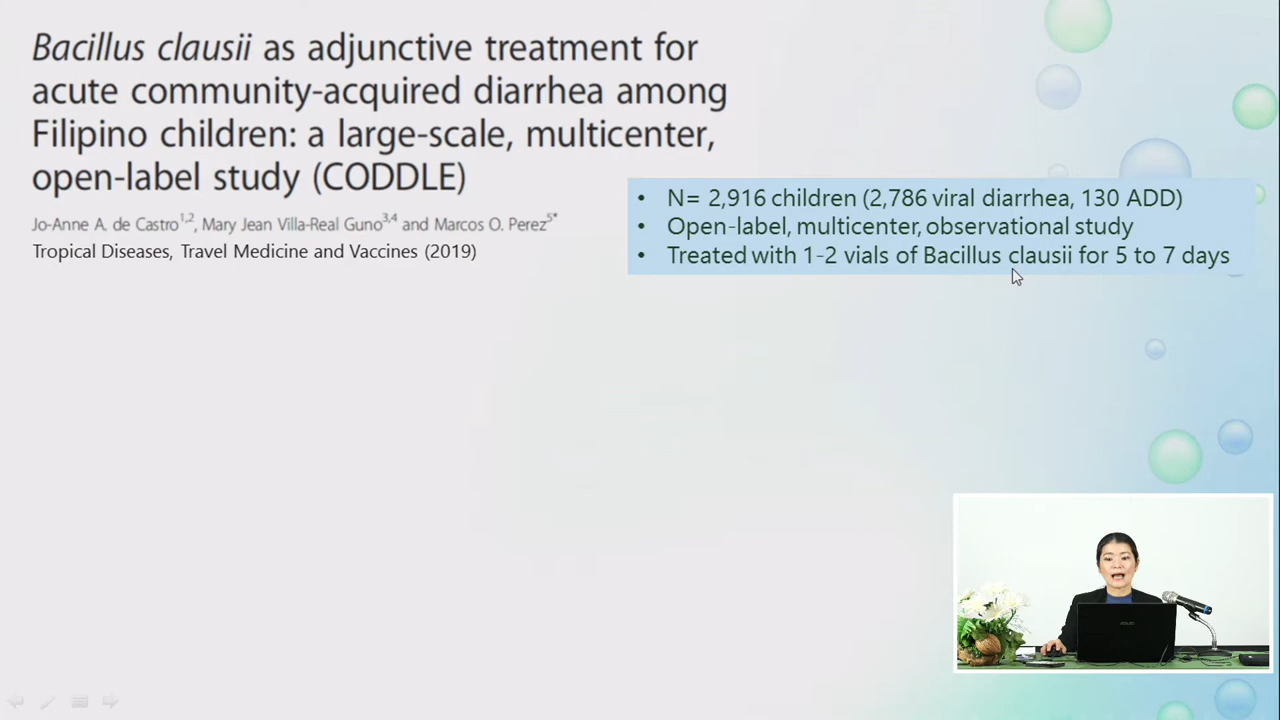 Bacillus clausii as adjunctive treatment for
acute community-acquired diarrhea among
Filipino children: a large-scale, multicenter,
open-label study (CODDLE)
Jo-Anne A. de Castro1,2, Mary Jean Villa-Real Guno3,4 and Marcos O. Perez5*
Tropical Diseases, Travel Medicine and Vaccines (2019)
• N= 2,916 children (2,786 viral diarrhea, 130 ADD)
• Open-label, multicenter, observational study
• Treated with 1-2 vials of Bacillus clausii for 5 to 7 days
ASUS